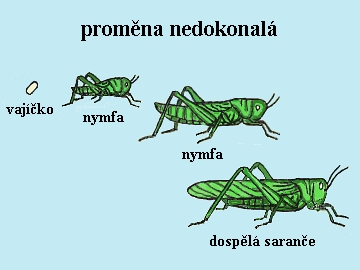 proměna nedokonalá
vajíčko
nymfa
nymfa
dospělá saranče